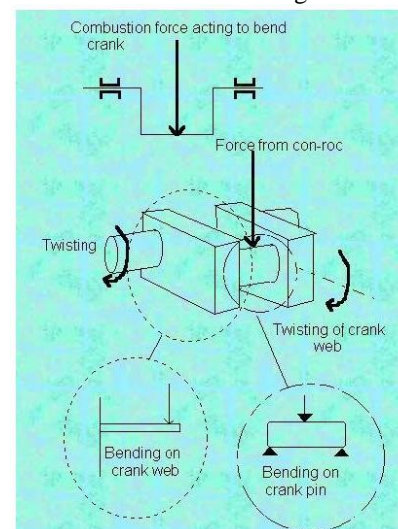 Combustion force acting to bend
crank
Force from con-roc
Twisting
Twisting of crank
web
Bending on
crank web
Bending on
crank pin